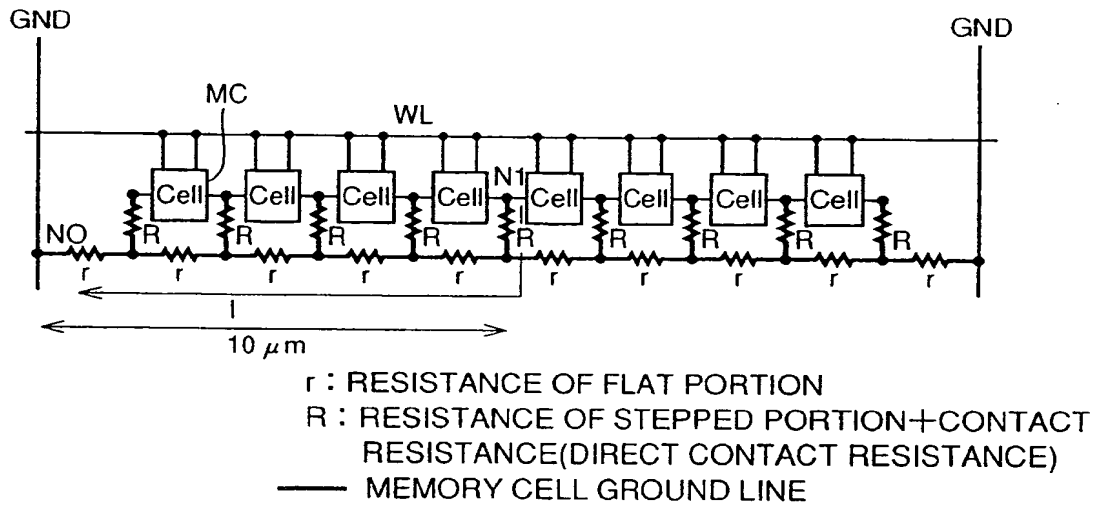 GND
GND
MC
WL
Cell Cell Cell Cell N1 Cell Cell Cell Cell
NO R R R R R R R R R
r r r r r r r r r r
I
10 μm
r : RESISTANCE OF FLAT PORTION
R : RESISTANCE OF STEPPED PORTION+CONTACT
RESISTANCE(DIRECT CONTACT RESISTANCE)
MEMORY CELL GROUND LINE